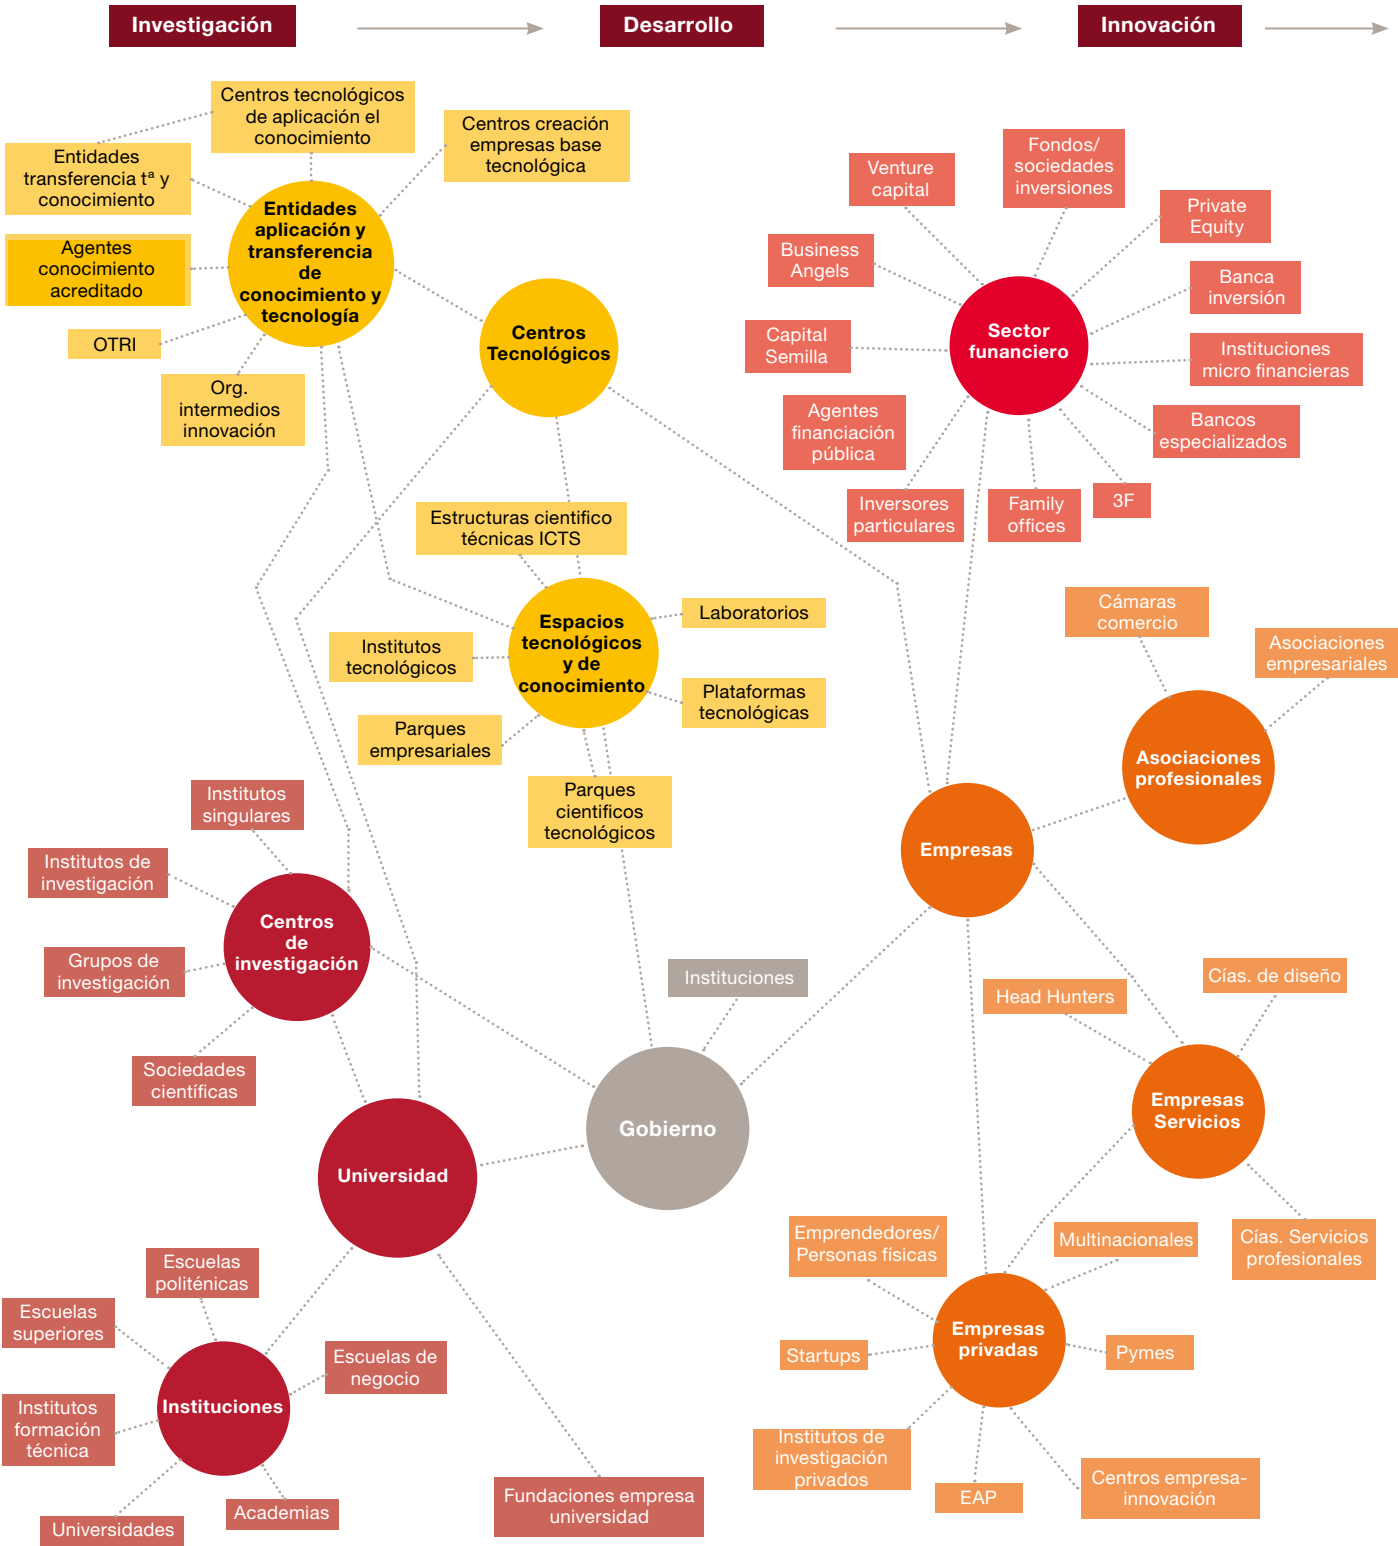 Investigación
Desarrollo
Innovación
Centros tecnológicos
de aplicación el
conocimiento
Centros creación
empresas base
tecnológica
Entidades
transferencia tª y
conocimiento
Entidades
aplicación y
transferencia
de
conocimiento y
tecnología
Agentes
conocimiento
acreditado
OTRI
Org.
intermedios
innovación
Centros
Tecnológicos
Fondos/
sociedades
inversiones
Venture
capital
Private
Equity
Business
Angels
Banca
inversión
Capital
Semilla
Sector
funanciero
Instituciones
micro financieras
Agentes
financiación
pública
Bancos
especializados
Inversores
particulares
Family
offices
3F
Estructuras cientifico
técnicas ICTS
Espacios
tecnológicos
y de
conocimiento
Laboratorios
Institutos
tecnológicos
Plataformas
tecnológicas
Parques
empresariales
Parques
cientificos
tecnológicos
Cámaras
comercio
Asociaciones
empresariales
Asociaciones
profesionales
Empresas
Institutos
singulares
Institutos de
investigación
Centros
de
investigación
Grupos de
investigación
Sociedades
científicas
Instituciones
Gobierno
Head Hunters
Cías. de diseño
Empresas
Servicios
Cías. Servicios
profesionales
Universidad
Emprendedores/
Personas físicas
Multinacionales
Empresas
privadas
Startups
Pymes
Institutos de
investigación
privados
EAP
Centros empresa-
innovación
Escuelas
politénicas
Escuelas
superiores
Escuelas de
negocio
Instituciones
Institutos
formación
técnica
Universidades
Academias
Fundaciones empresa
universidad